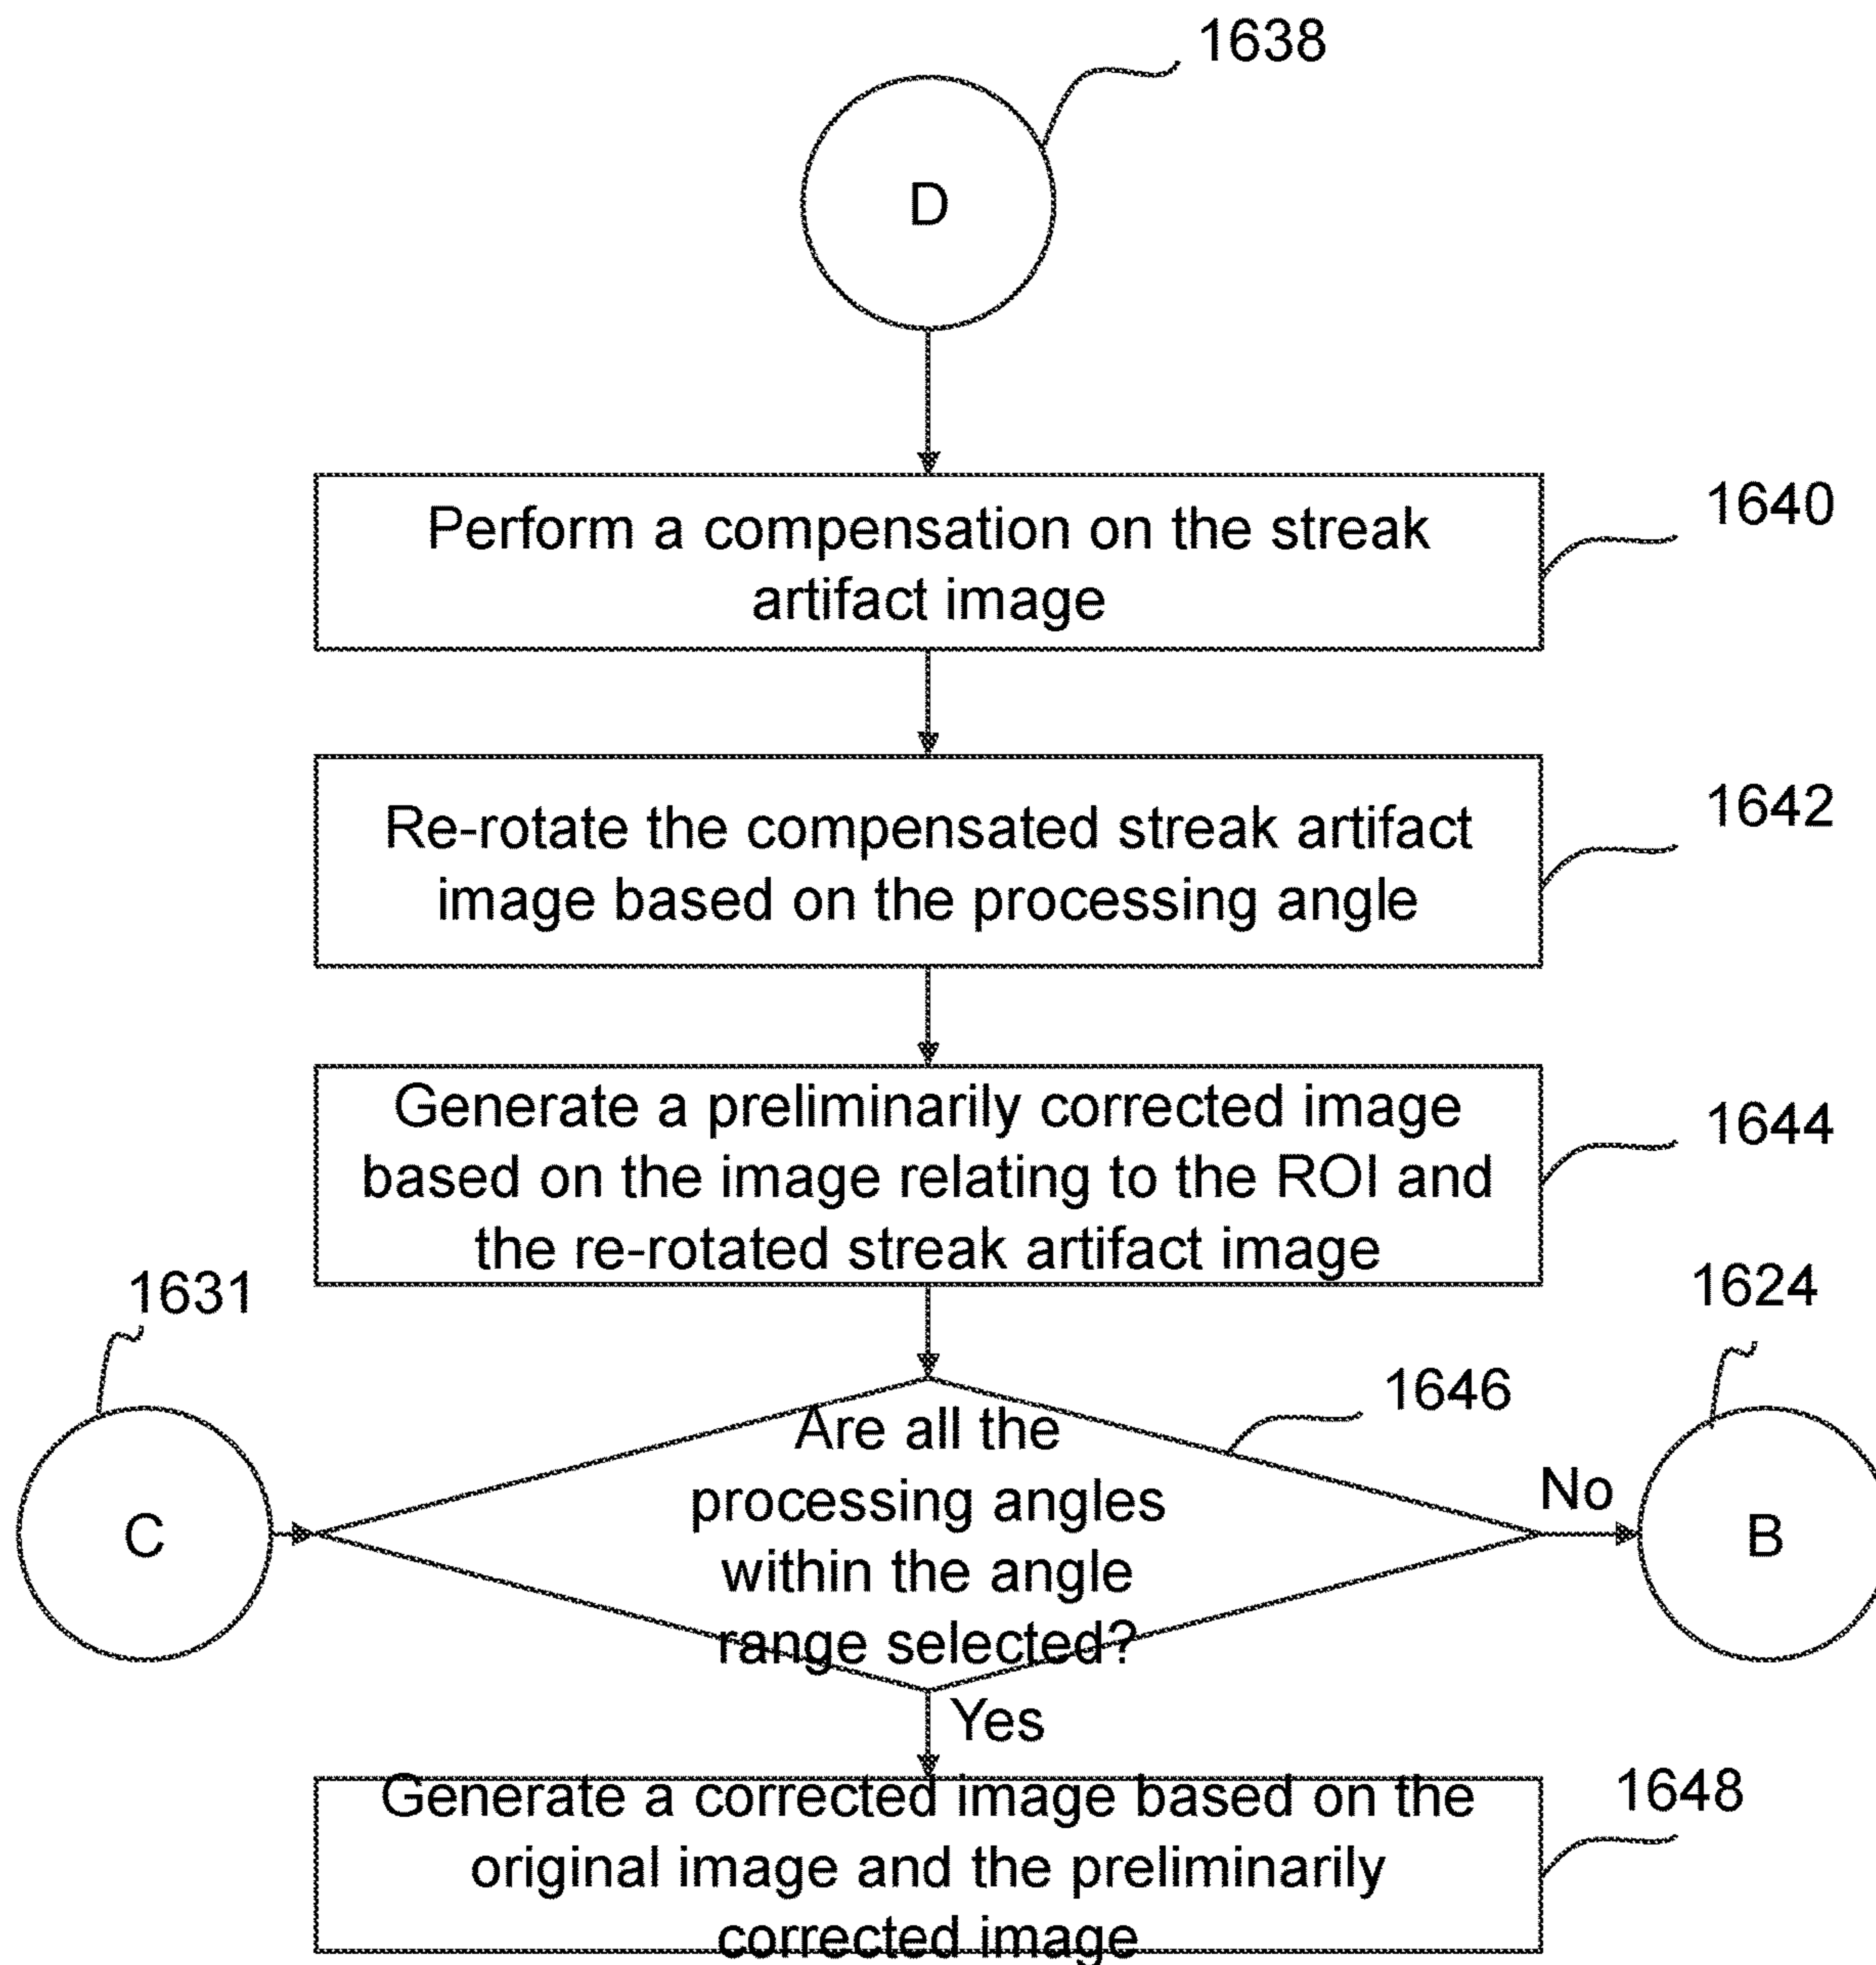 1638
D
Perform a compensation on the streak
artifact image
1640
Re-rotate the compensated streak artifact
image based on the processing angle
1642
Generate a preliminarily corrected image
based on the image relating to the ROI and
the re-rotated streak artifact image
1644
1631
C
Are all the
processing angles
within the angle
range selected?
1646
No
1624
B
Yes
Generate a corrected image based on the
original image and the preliminarily
corrected image
1648